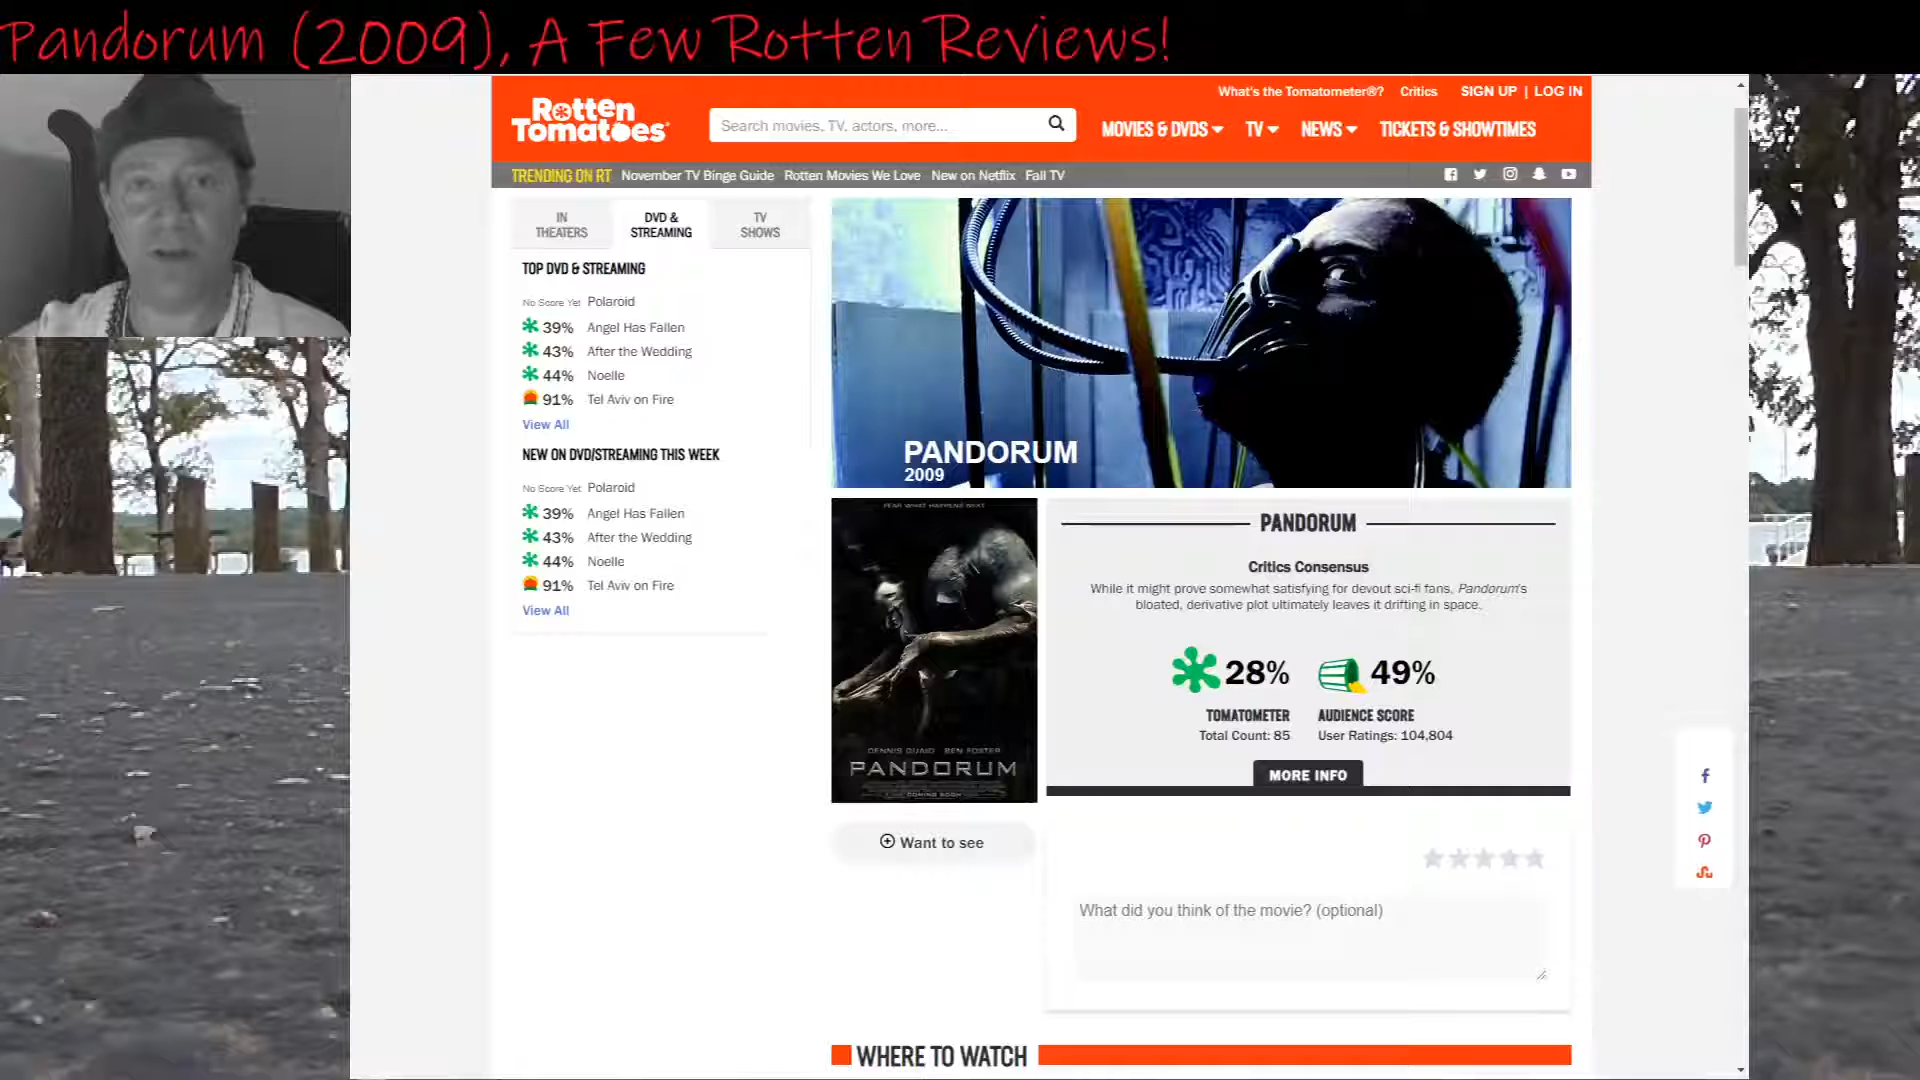 Pandorum (2009), A Few Rotten Reviews!
What's the Tomatometer®? Critics SIGN UP | LOG IN
Rotten Tomatoes
Search movies, TV, actors, more...
MOVIES & DVDS TV NEWS TICKETS & SHOWTIMES
TRENDING ON RT November TV Binge Guide Rotten Movies We Love New on Netflix Fall TV
IN THEATERS
DVD & STREAMING
TV SHOWS
TOP DVD & STREAMING
No Score Yet Polaroid
39% Angel Has Fallen
43% After the Wedding
44% Noelle
91% Tel Aviv on Fire
View All
NEW ON DVD/STREAMING THIS WEEK
No Score Yet Polaroid
39% Angel Has Fallen
43% After the Wedding
44% Noelle
91% Tel Aviv on Fire
View All
PANDORUM
2009
FEAR WHAT HAPPENS NEXT
DENNIS QUAID BEN FOSTER
PANDORUM
COMING SOON
PANDORUM
Critics Consensus
While it might prove somewhat satisfying for devout sci-fi fans, Pandorum's
bloated, derivative plot ultimately leaves it drifting in space.
28% 49%
TOMATOMETER AUDIENCE SCORE
Total Count: 85 User Ratings: 104,804
MORE INFO
Want to see
What did you think of the movie? (optional)
WHERE TO WATCH